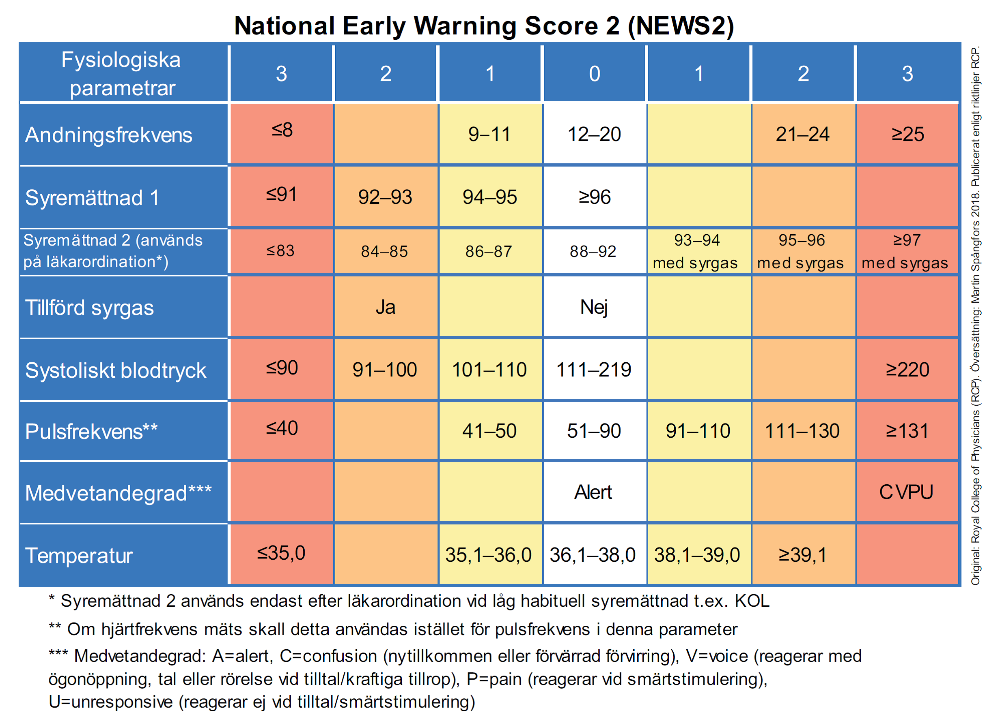 National Early Warning Score 2 (NEWS2)
Fysiologiska
parametrar
3 2 1 0 1 2 3
Andningsfrekvens ≤8 9–11 12–20 21–24 ≥25
Syremättnad 1 ≤91 92–93 94–95 ≥96
Syremättnad 2 (används
på läkarordination*)
≤83 84–85 86–87 88–92
93–94 95–96 ≥97
med syrgas med syrgas med syrgas
Tillförd syrgas Ja Nej
Systoliskt blodtryck ≤90 91–100 101–110 111–219 ≥220
Pulsfrekvens** ≤40 41–50 51–90 91–110 111–130 ≥131
Medvetandegrad*** Alert CVPU
Temperatur ≤35,0 35,1–36,0 36,1–38,0 38,1–39,0 ≥39,1
* Syremättnad 2 används endast efter läkarordination vid låg habituell syremättnad t.ex. KOL
** Om hjärtfrekvens mäts skall detta användas istället för pulsfrekvens i denna parameter
*** Medvetandegrad: A=alert, C=confusion (nytillkommen eller förvärrad förvirring), V=voice (reagerar med
ögonöppning, tal eller rörelse vid tilltal/kraftiga tillrop), P=pain (reagerar vid smärtstimulering),
U=unresponsive (reagerar ej vid tilltal/smärtstimulering)
Original: Royal College of Physicians (RCP). Översättning: Martin Spångfors 2018. Publicerat enligt riktlinjer RCP.